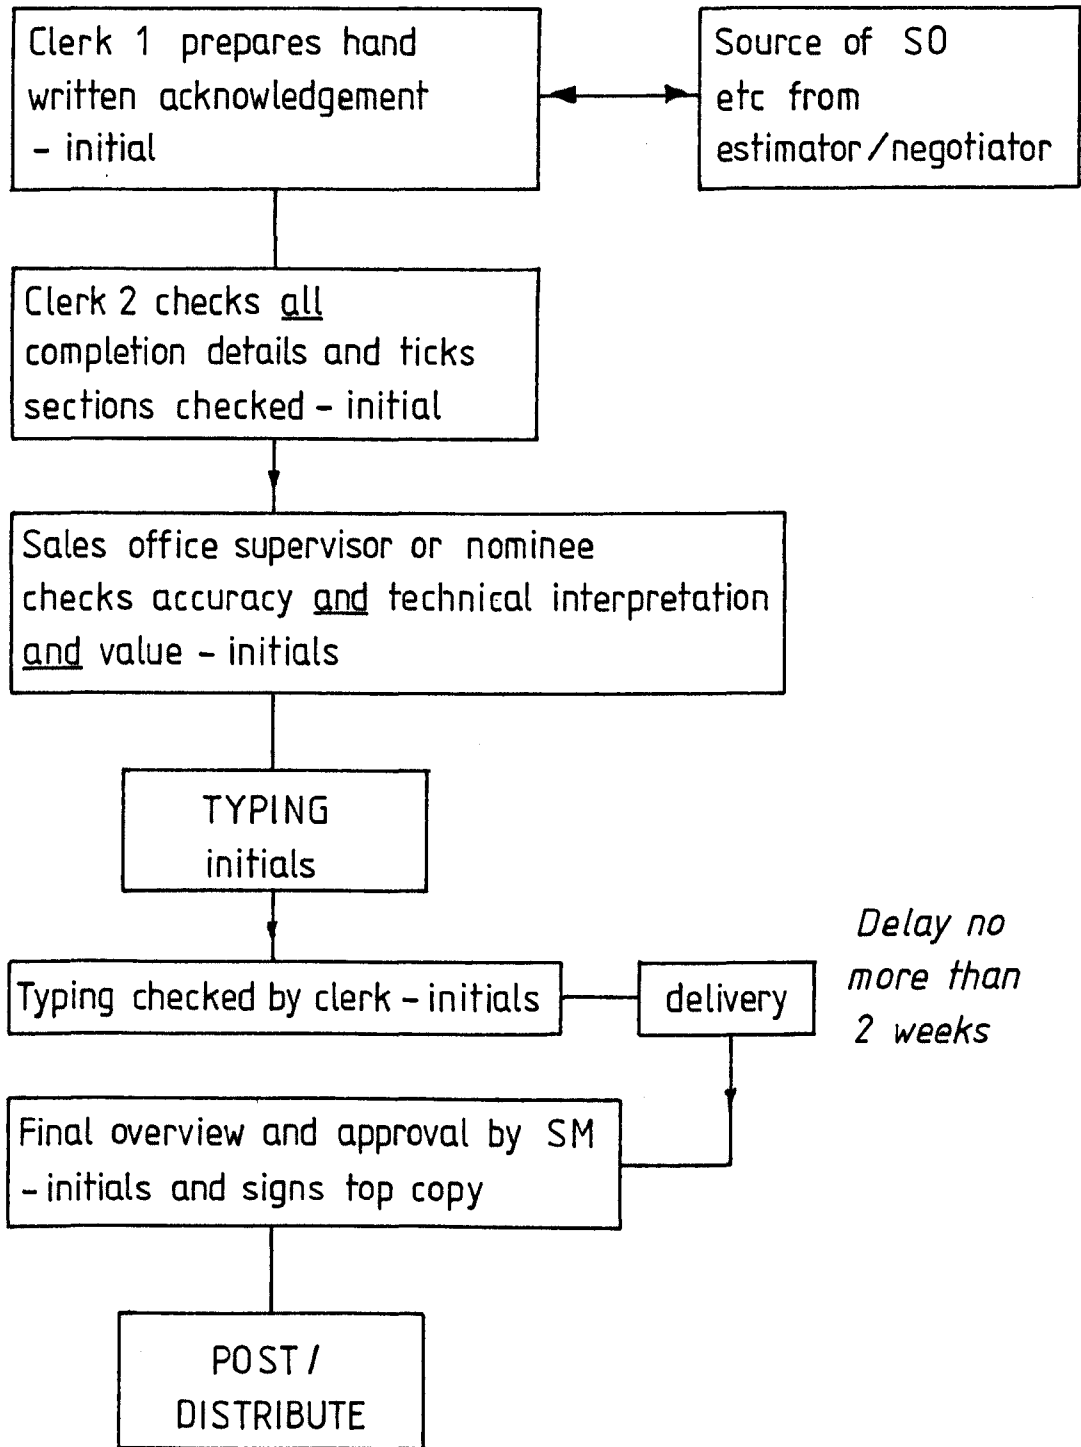 Clerk 1 prepares hand
written acknowledgement
- initial
Source of SO
etc from
estimator/negotiator
Clerk 2 checks all
completion details and ticks
sections checked - initial
Sales office supervisor or nominee
checks accuracy and technical interpretation
and value - initials
TYPING
initials
Typing checked by clerk - initials
delivery
Delay no
more than
2 weeks
Final overview and approval by SM
- initials and signs top copy
POST/
DISTRIBUTE